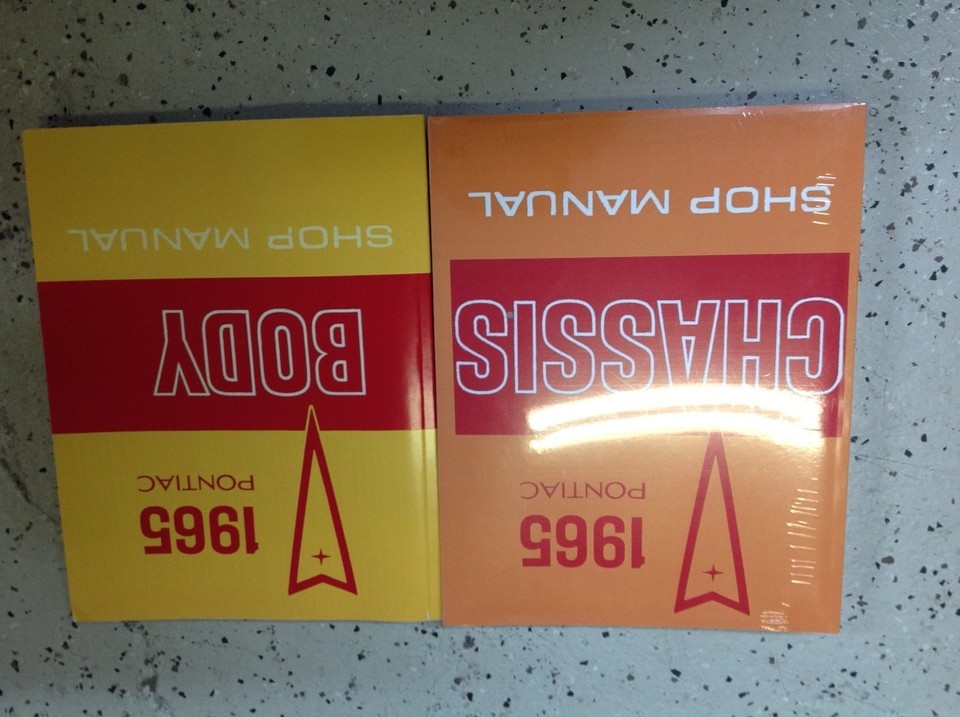 1965
PONTIAC
BODY
SHOP MANUAL
1965
PONTIAC
CHASSIS
SHOP MANUAL